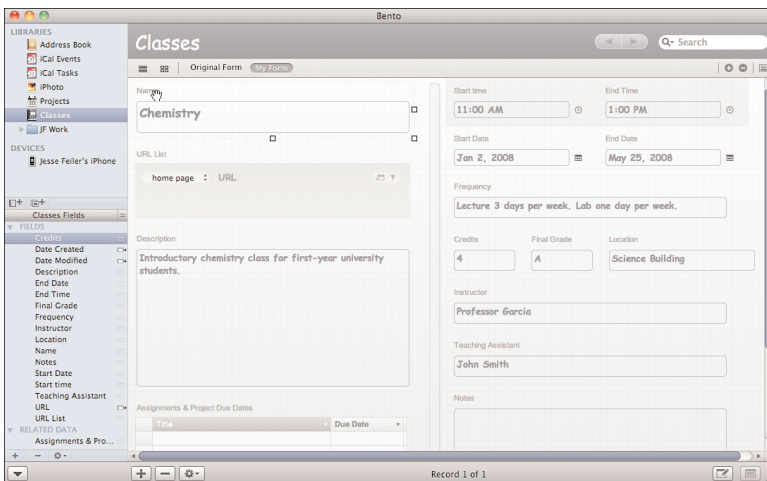 Bento
LIBRARIES
Address Book
iCal Events
iCal Tasks
iPhoto
Projects
Classes
JF Work
DEVICES
Jesse Feiler's iPhone
Classes Fields
FIELDS
Credits
Date Created
Date Modified
Description
End Date
End Time
Final Grade
Frequency
Instructor
Location
Name
Notes
Start Date
Start time
Teaching Assistant
URL
URL List
RELATED DATA
Assignments & Pro...
Classes
Search
Original Form My Form
Name
Chemistry
URL List
home page URL
Description
Introductory chemistry class for first-year university
students.
Assignments & Project Due Dates
Title Due Date
Start time End Time
11:00 AM 1:00 PM
Start Date End Date
Jan 2, 2008 May 25, 2008
Frequency
Lecture 3 days per week. Lab one day per week.
Credits Final Grade Location
4 A Science Building
Instructor
Professor Garcia
Teaching Assistant
John Smith
Notes
Record 1 of 1